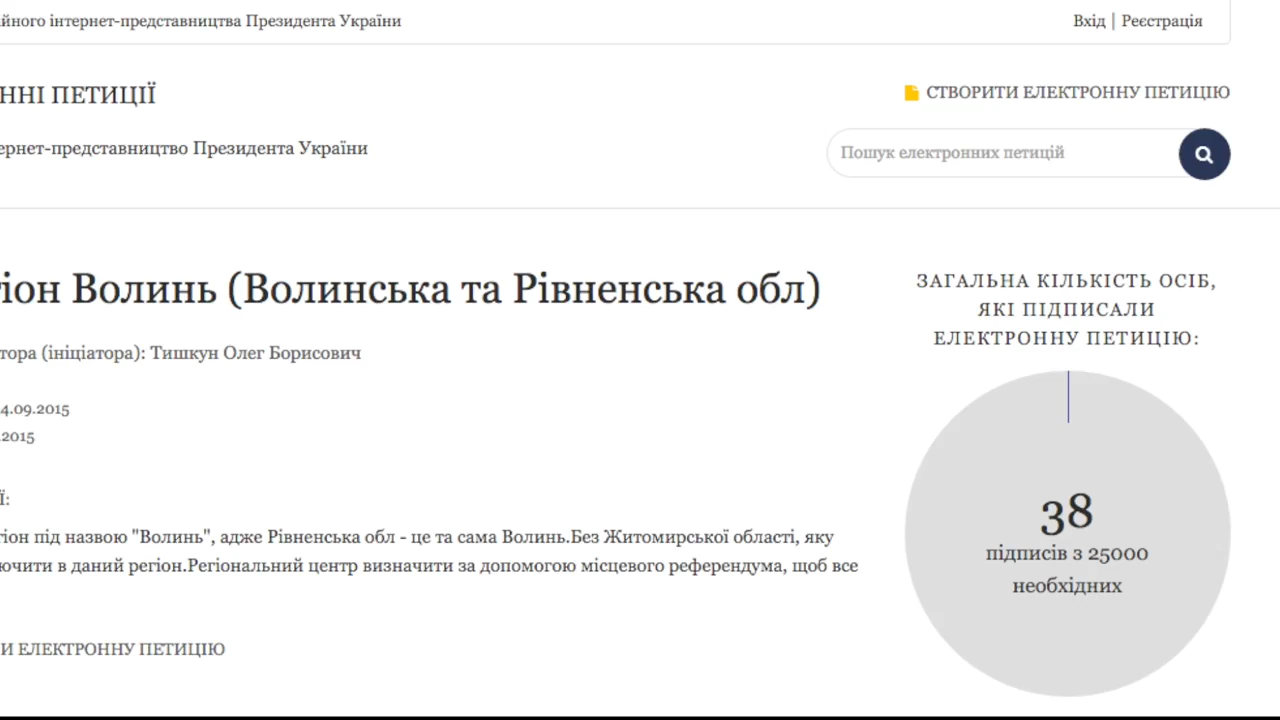 йного інтернет-представництва Президента України
Вхід | Реєстрація
ННІ ПЕТИЦІЇ
СТВОРИТИ ЕЛЕКТРОННУ ПЕТИЦІЮ
ернет-представництво Президента України
Пошук електронних петицій
іон Волинь (Волинська та Рівненська обл)
тора (ініціатора): Тишкун Олег Борисович
4.09.2015
.2015
Ї:
гіон під назвою "Волинь", адже Рівненська обл - це та сама Волинь.Без Житомирської області, яку
ючити в даний регіон.Регіональний центр визначити за допомогою місцевого референдума, щоб все
И ЕЛЕКТРОННУ ПЕТИЦІЮ
ЗАГАЛЬНА КІЛЬКІСТЬ ОСІБ,
ЯКІ ПІДПИСАЛИ
ЕЛЕКТРОННУ ПЕТИЦІЮ:
38
підписів з 25000
необхідних